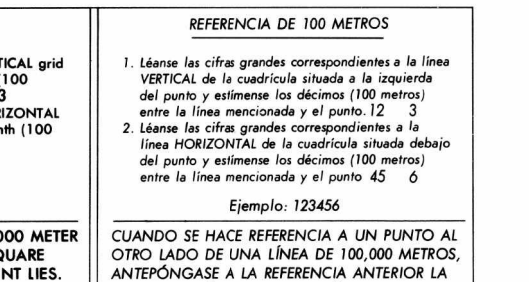 TICAL grid
100
3
IZONTAL
nth (100
000 METER
QUARE
NT LIES.
REFERENCIA DE 100 METROS
1. Léanse las cifras grandes correspondientes a la línea
VERTICAL de la cuadrícula situada a la izquierda
del punto y estímense los décimos (100 metros)
entre la línea mencionada y el punto. 12 3
2. Léanse las cifras grandes correspondientes a la
línea HORIZONTAL de la cuadrícula situada debajo
del punto y estímense los décimos (100 metros)
entre la línea mencionada y el punto 45 6
Ejemplo: 123456
CUANDO SE HACE REFERENCIA A UN PUNTO AL
OTRO LADO DE UNA LÍNEA DE 100,000 METROS,
ANTEPÓNGASE A LA REFERENCIA ANTERIOR LA